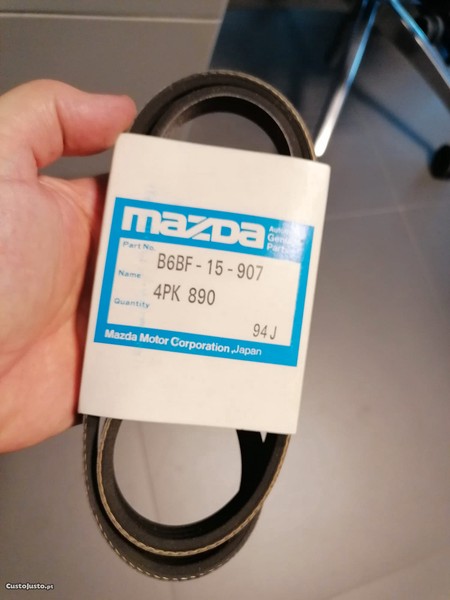 mazda
Part No.
B6BF-15-907
Name
4PK 890
Quantity
94J
Mazda Motor Corporation, Japan
CustoJusto.pt